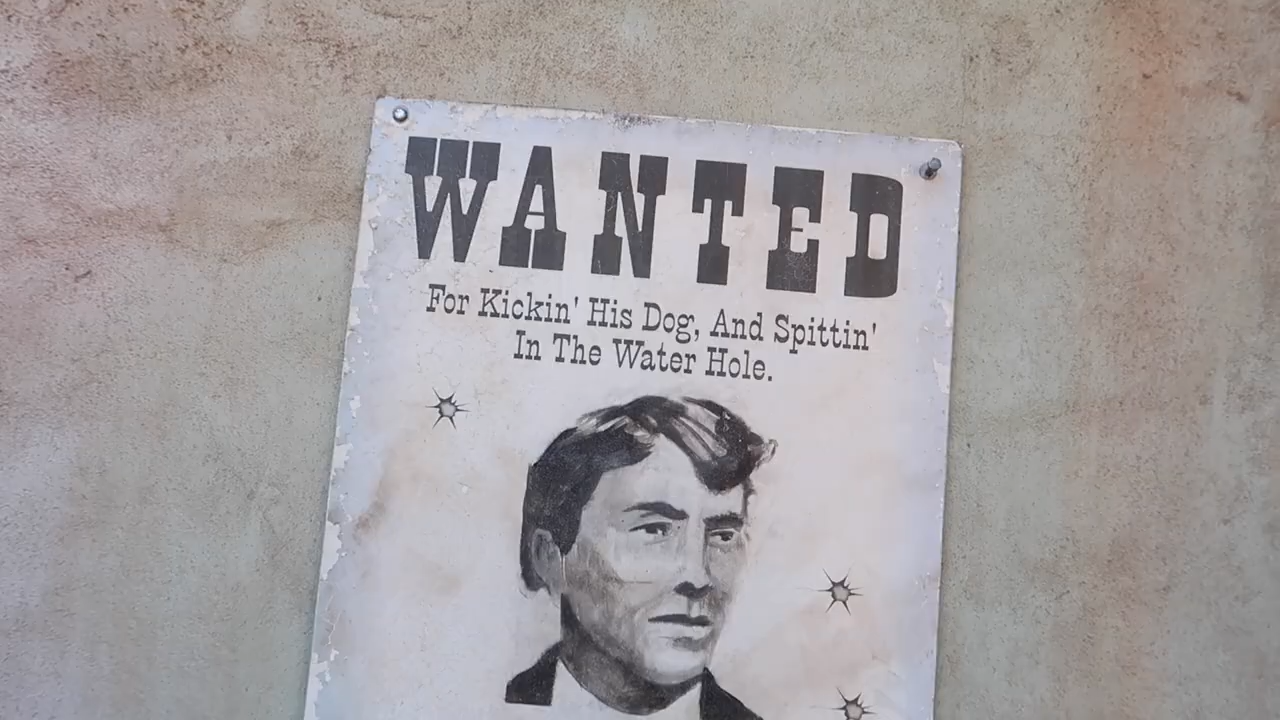 WANTED
For Kickin' His Dog, And Spittin'
In The Water Hole.